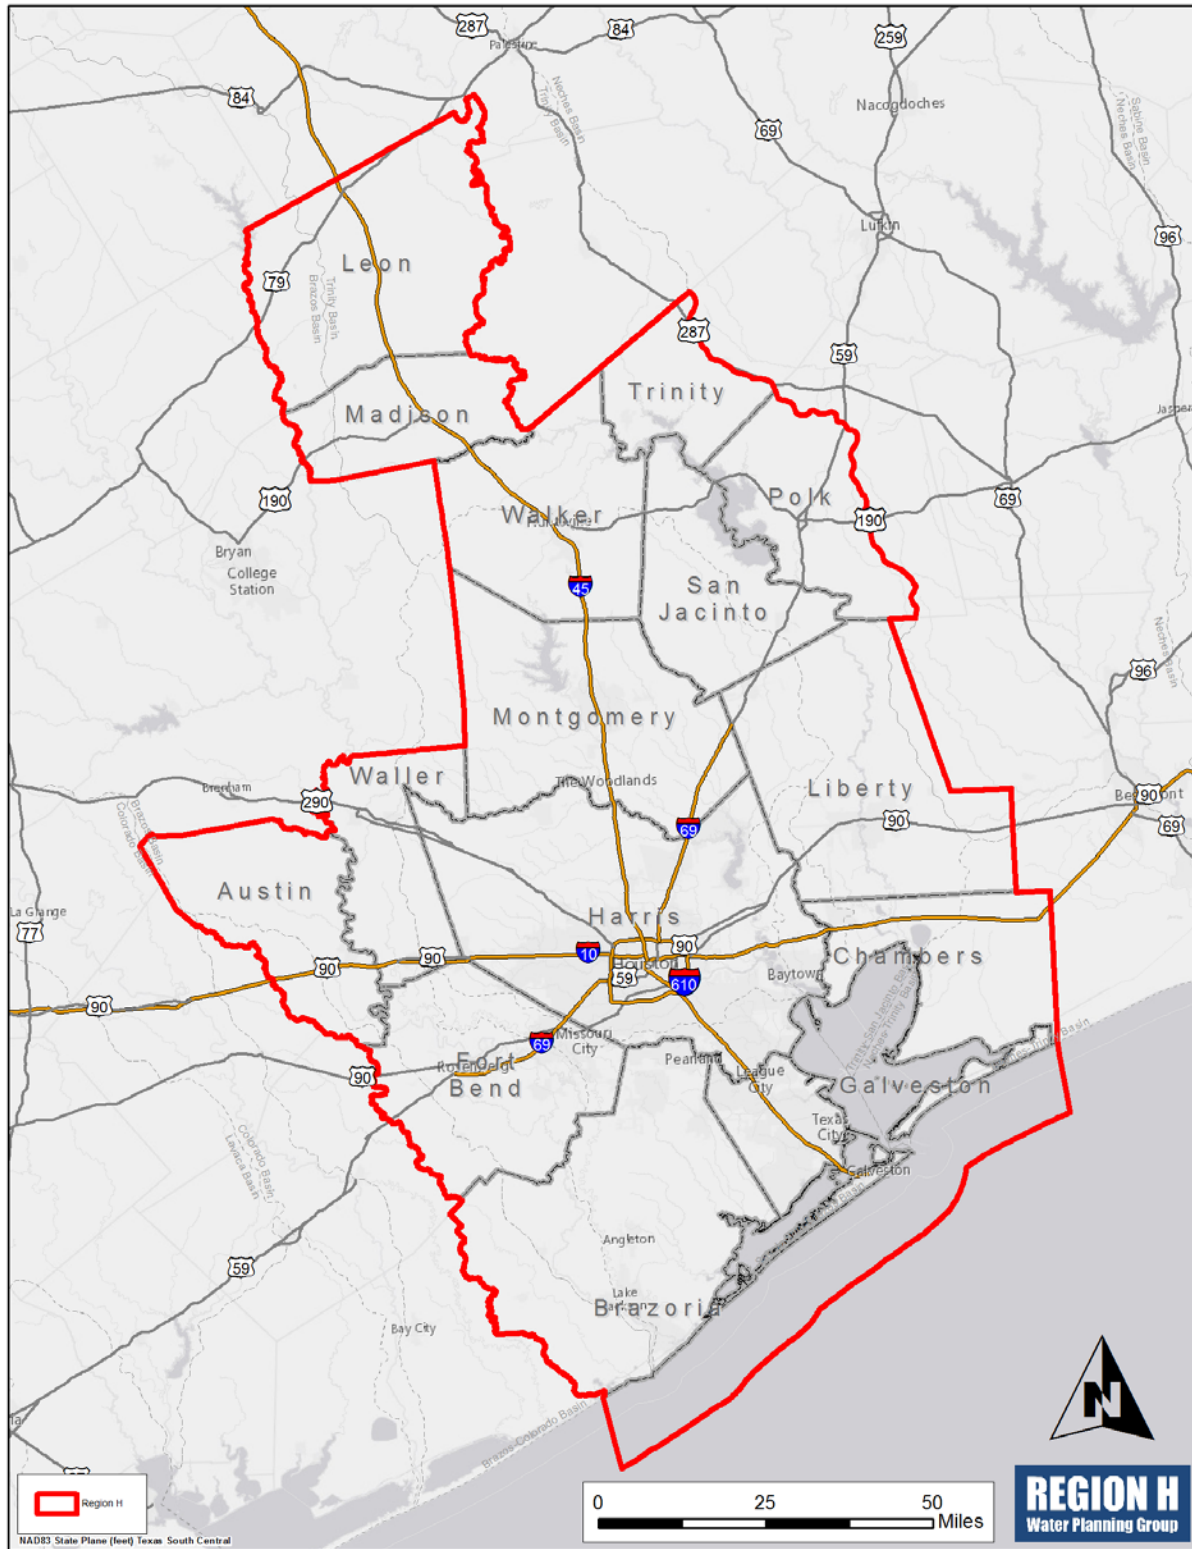 287
84
259
Palestine
84
Neches Basin
Trinity Basin
Sabine Basin
Neches Basin
Nacogdoches
69
Lufkin
96
Leon
79
Trinity Basin
Brazos Basin
287
59
Trinity
Madison
190
Polk
69
Walker
190
Bryan
College
Station
45
San
Jacinto
Neches Basin
96
Montgomery
Waller
The Woodlands
Liberty
Brenham
290
90
Brazos Basin
Colorado Basin
69
90
69
Austin
La Grange
77
Harris
90
10
90
90
Houston
59
610
Baytown
Chambers
90
Missouri
City
69
Fort
Bend
Pearland
League
City
Galveston
90
Texas
City
Galveston
Colorado Basin
Lavaca Basin
Angleton
59
Lake
Brazoria
Bay City
Brazos-Colorado Basin
N
Region H
0 25 50
Miles
REGION H
Water Planning Group
NAD83 State Plane (feet) Texas South Central